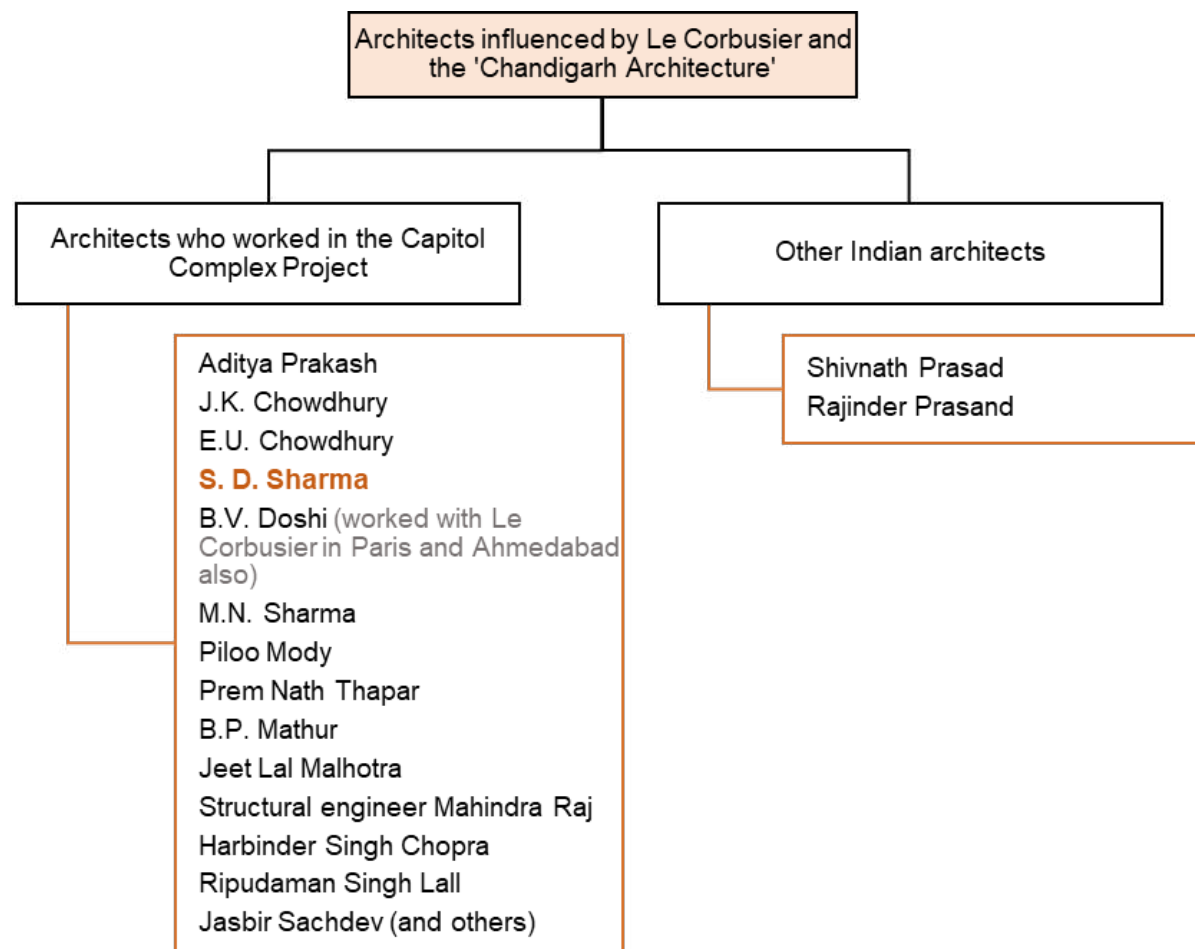 Architects influenced by Le Corbusier and
the 'Chandigarh Architecture'
Architects who worked in the Capitol
Complex Project
Other Indian architects
Aditya Prakash
J.K. Chowdhury
E.U. Chowdhury
S. D. Sharma
B.V. Doshi (worked with Le
Corbusier in Paris and Ahmedabad
also)
M.N. Sharma
Piloo Mody
Prem Nath Thapar
B.P. Mathur
Jeet Lal Malhotra
Structural engineer Mahindra Raj
Harbinder Singh Chopra
Ripudaman Singh Lall
Jasbir Sachdev (and others)
Shivnath Prasad
Rajinder Prasand